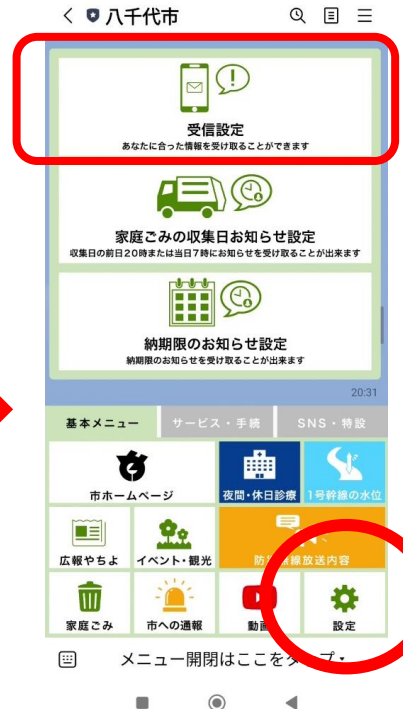 八千代市
受信設定
あなたに合った情報を受け取ることができます
家庭ごみの収集日お知らせ設定
収集日の前日20時または当日7時にお知らせを受け取ることが出来ます
納期限のお知らせ設定
納期限のお知らせを受け取ることが出来ます
20:31
基本メニュー
サービス・手続
SNS・特設
市ホームページ
夜間・休日診療
1号幹線の水位
広報やちよ
イベント・観光
防災無線放送内容
家庭ごみ
市への通報
動画
設定
メニュー開閉はここをタップ